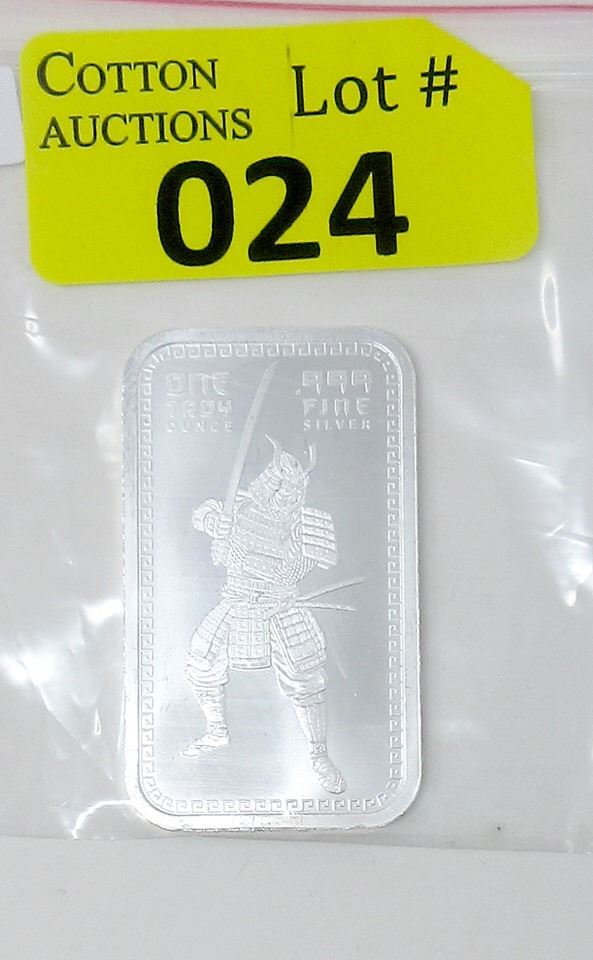 COTTON
AUCTIONS
Lot #
024
ONE
TROY
OUNCE
.999
FINE
SILVER